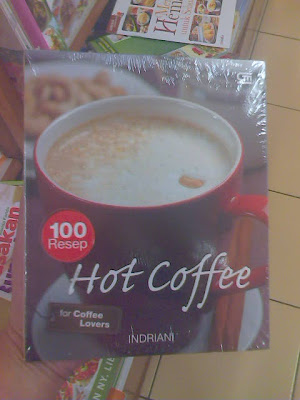 100
Resep
Hot Coffee
for Coffee
Lovers
INDRIANI